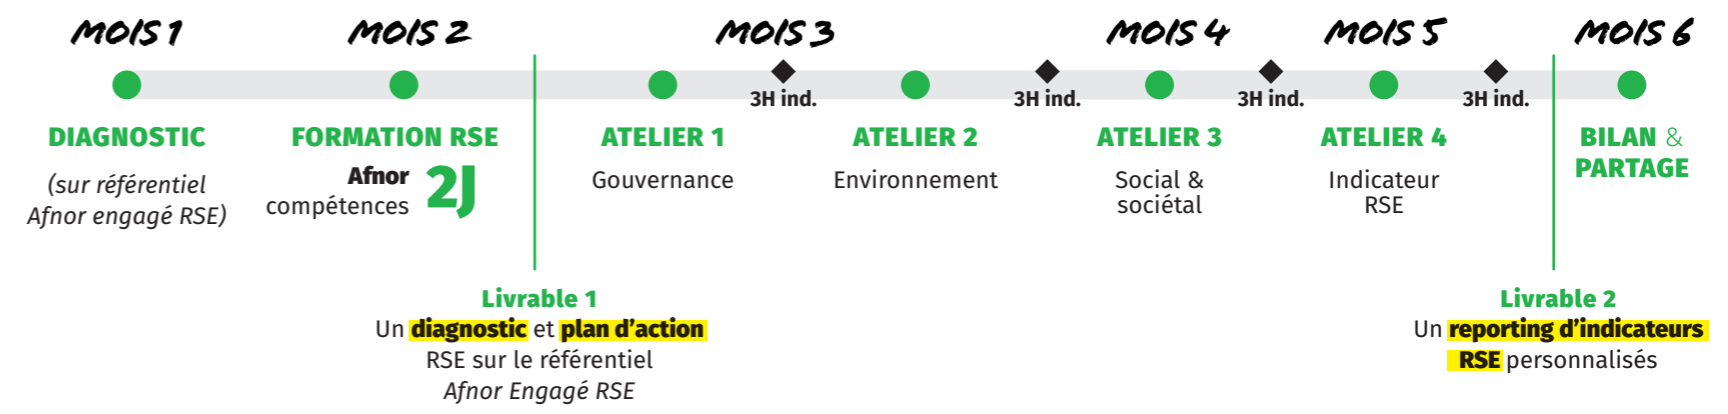 MOIS 1
MOIS 2
MOIS 3
MOIS 4
MOIS 5
MOIS 6
3H ind.
3H ind.
3H ind.
3H ind.
DIAGNOSTIC
(sur référentiel
Afnor engagé RSE)
FORMATION RSE
Afnor
compétences
2J
ATELIER 1
Gouvernance
ATELIER 2
Environnement
ATELIER 3
Social &
sociétal
ATELIER 4
Indicateur
RSE
BILAN &
PARTAGE
Livrable 1
Un diagnostic et plan d'action
RSE sur le référentiel
Afnor Engagé RSE
Livrable 2
Un reporting d'indicateurs
RSE personnalisés